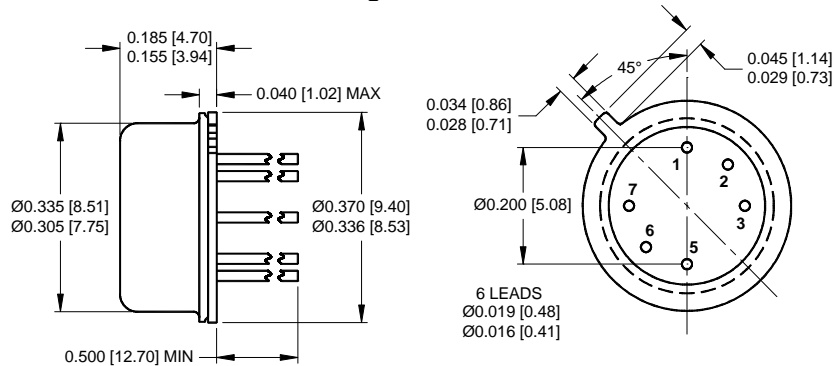 0.185 [4.70]
0.155 [3.94]
0.040 [1.02] MAX
Ø0.335 [8.51]
Ø0.305 [7.75]
Ø0.370 [9.40]
Ø0.336 [8.53]
0.500 [12.70] MIN
45°
0.045 [1.14]
0.029 [0.73]
0.034 [0.86]
0.028 [0.71]
Ø0.200 [5.08]
1
2
7
3
6
5
6 LEADS
Ø0.019 [0.48]
Ø0.016 [0.41]